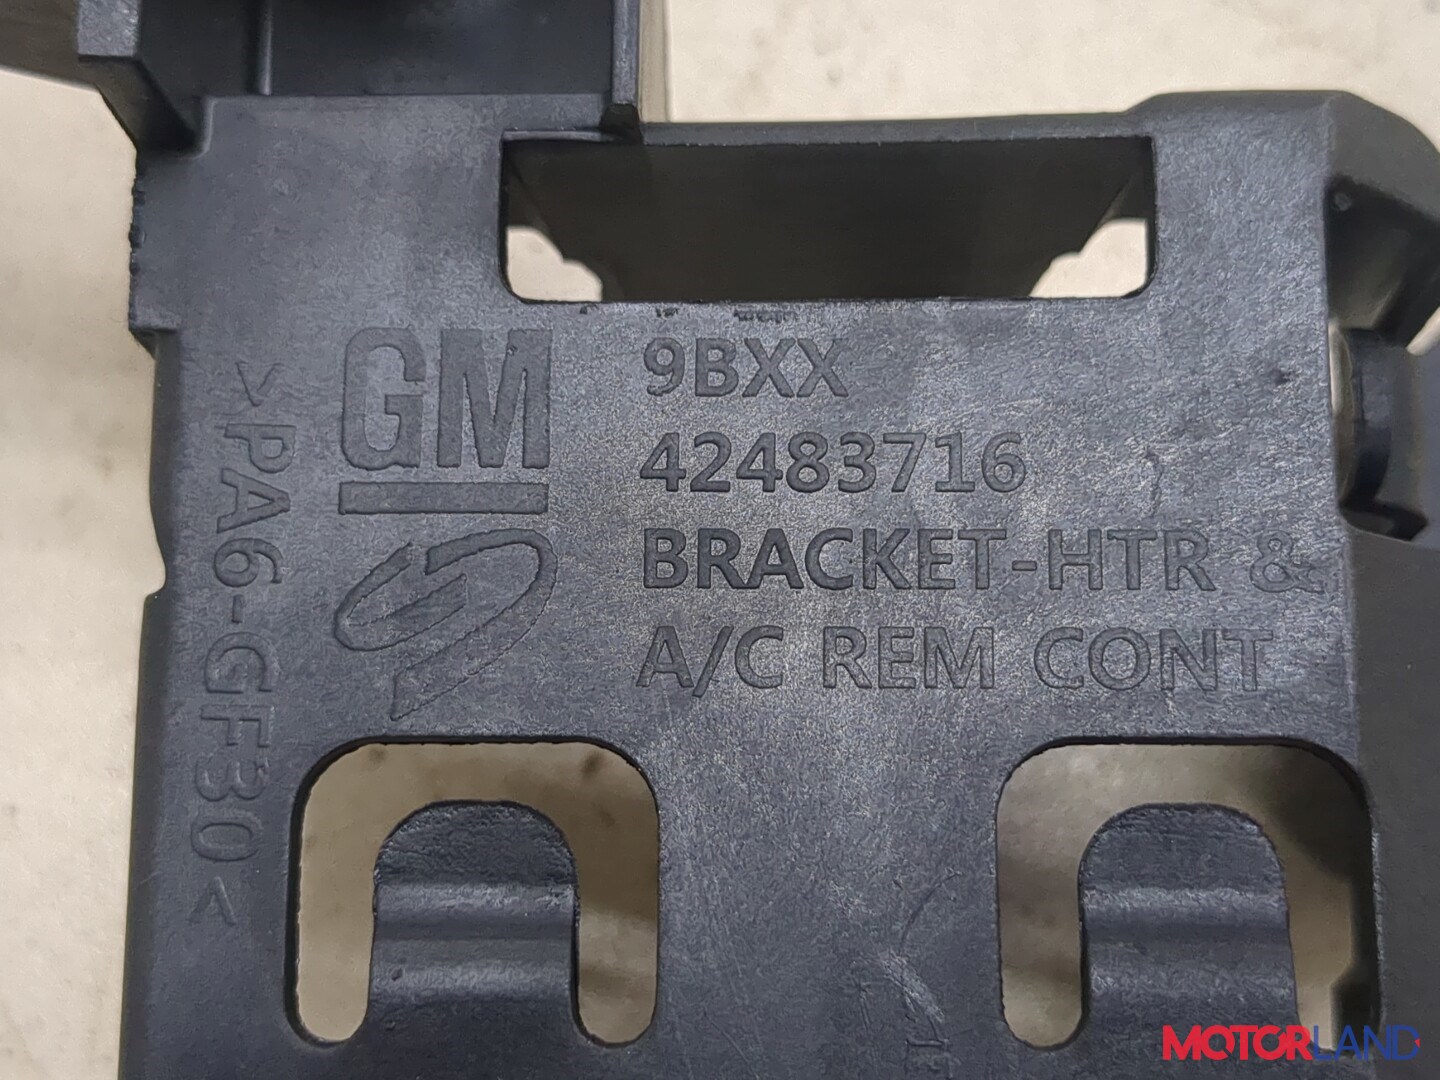 GM
>PA6-GF30<
9BXX
42483716
BRACKET-HTR &
A/C REM CONT
MOTORLAND